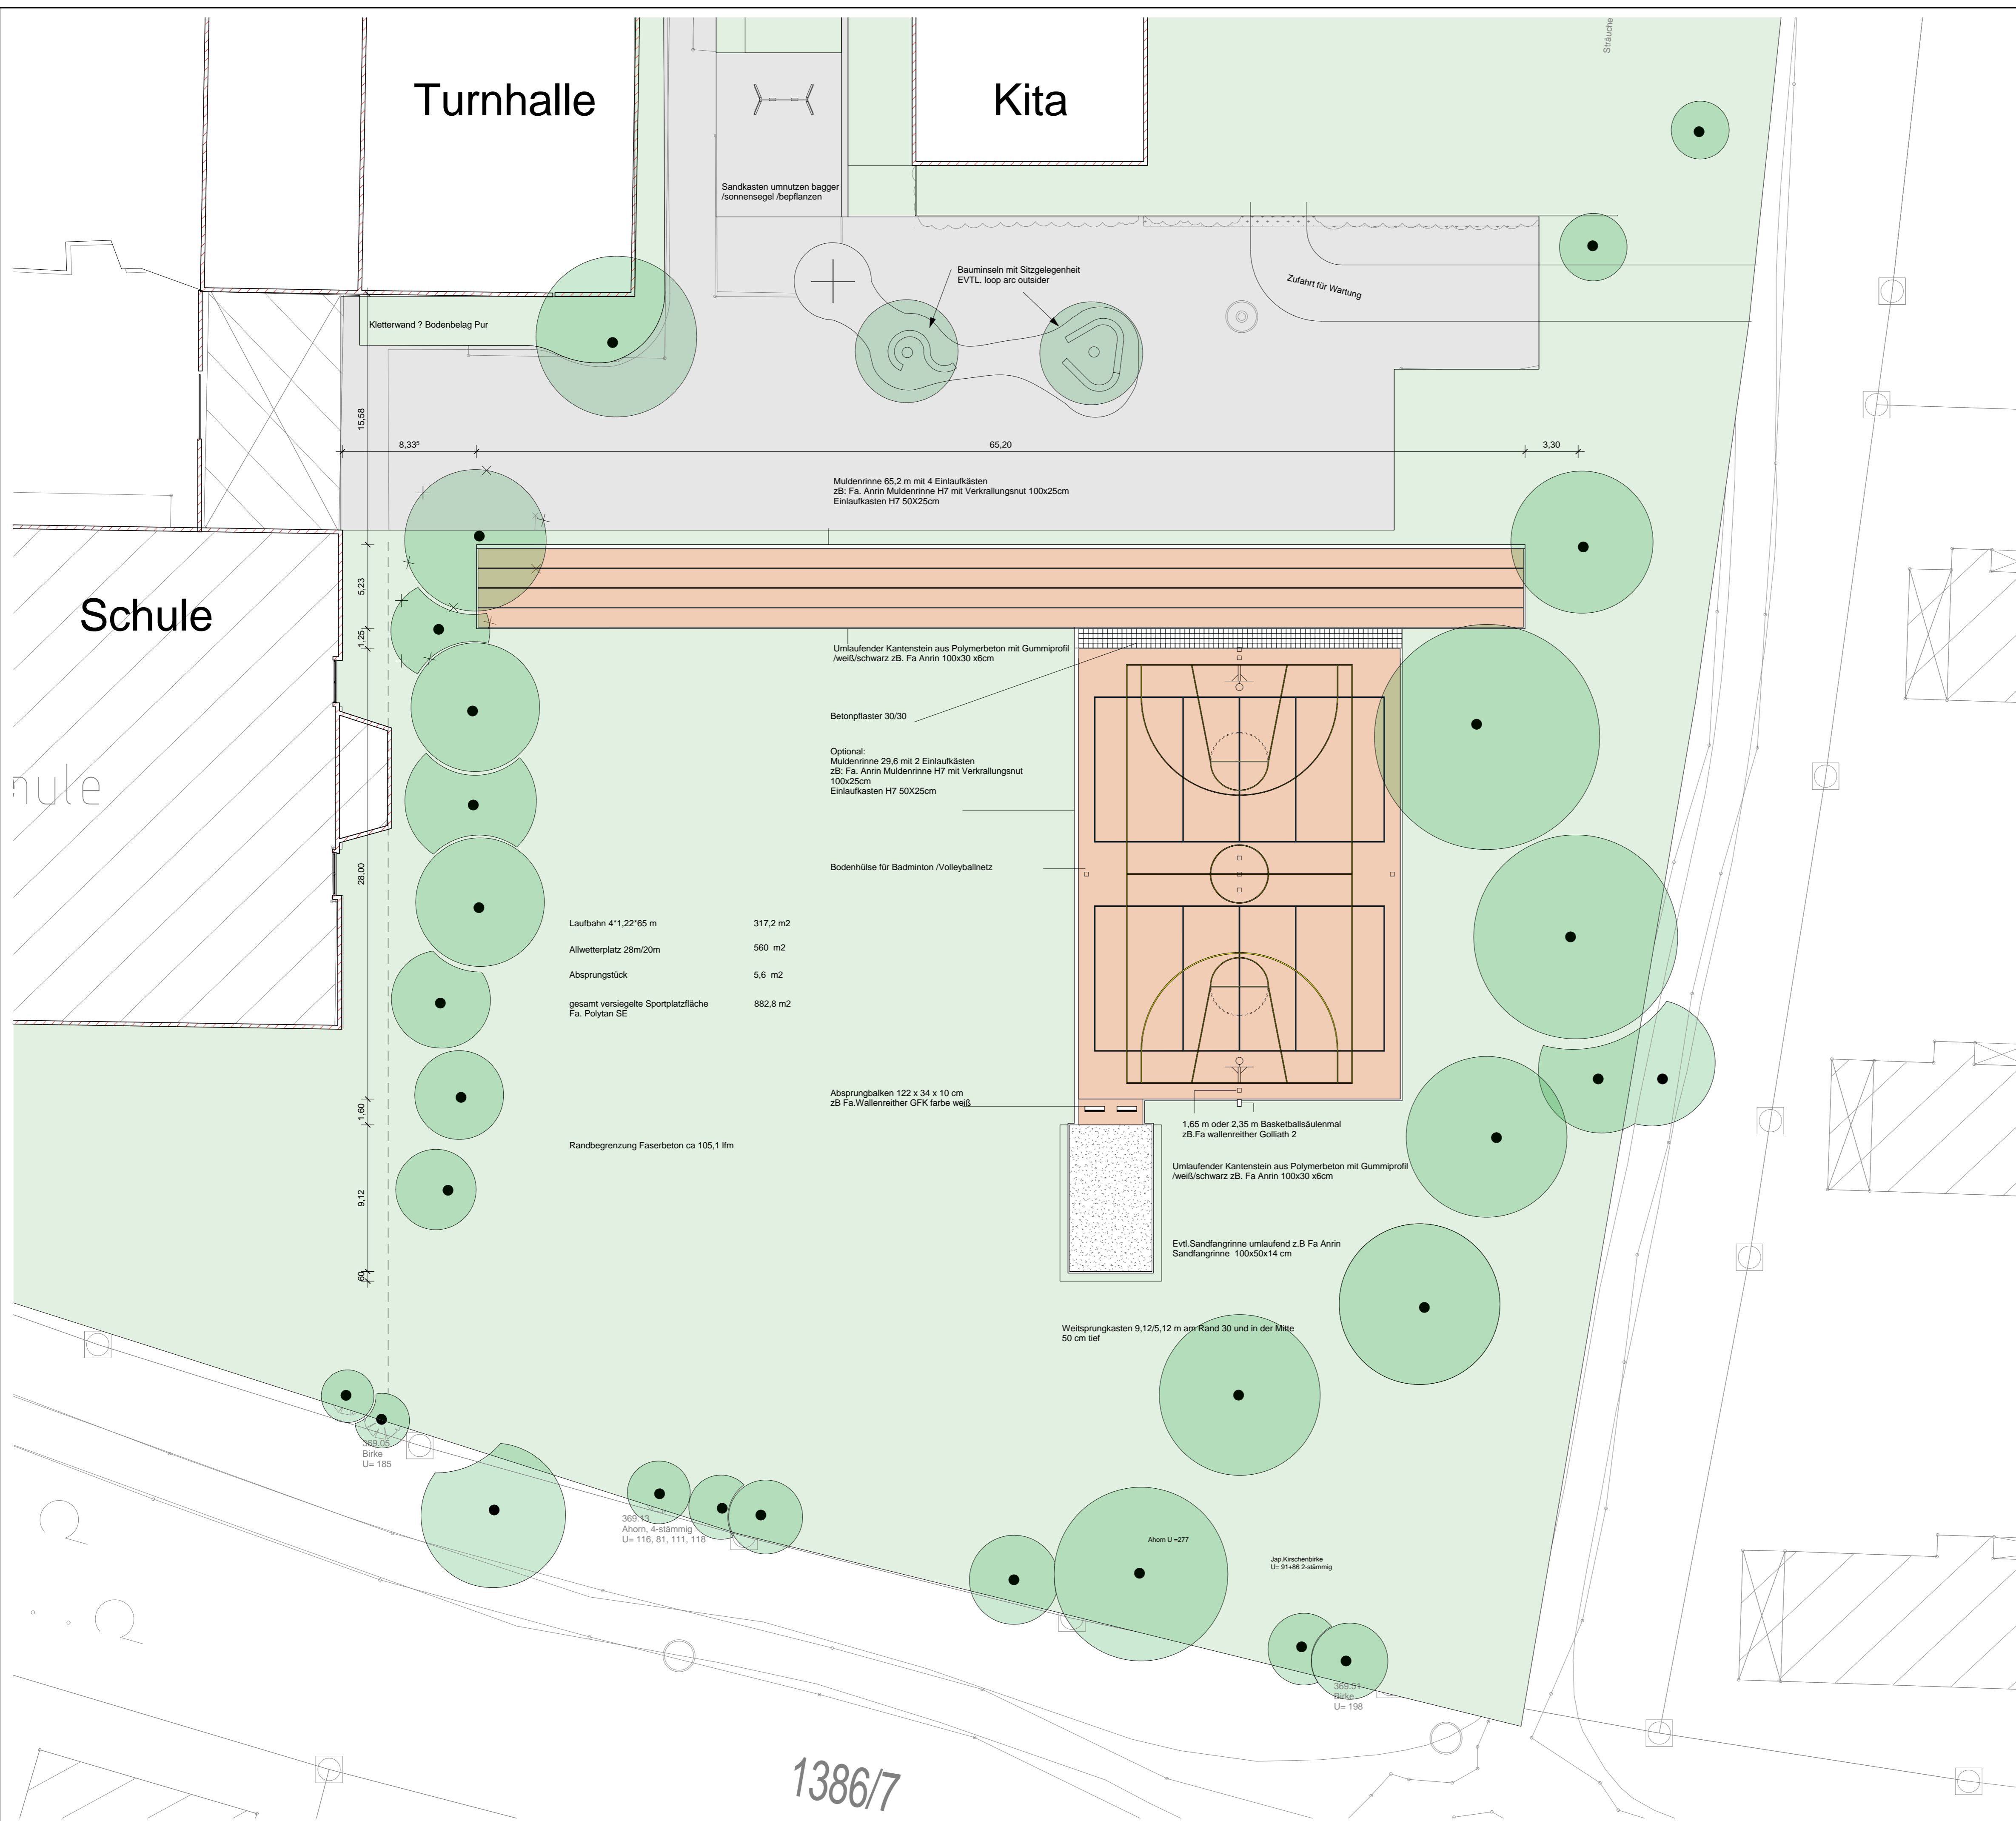 Sträuche
Turnhalle
Kita
Sandkasten umnutzen bagger
/sonnensegel /bepflanzen
Bauminseln mit Sitzgelegenheit
EVTL. loop arc outsider
Zufahrt für Wartung
Kletterwand ? Bodenbelag Pur
15,58
8,33⁵
65,20
3,30
Muldenrinne 65,2 m mit 4 Einlaufkästen
zB: Fa. Anrin Muldenrinne H7 mit Verkrallungsnut 100x25cm
Einlaufkasten H7 50X25cm
5,23
Schule
1,25
Umlaufender Kantenstein aus Polymerbeton mit Gummiprofil
/weiß/schwarz zB. Fa Anrin 100x30 x6cm
Betonpflaster 30/30
Optional:
Muldenrinne 29,6 mit 2 Einlaufkästen
zB: Fa. Anrin Muldenrinne H7 mit Verkrallungsnut
100x25cm
Einlaufkasten H7 50X25cm
hule
28,00
Bodenhülse für Badminton /Volleyballnetz
Laufbahn 4*1,22*65 m 317,2 m2
Allwetterplatz 28m/20m 560 m2
Absprungstück 5,6 m2
gesamt versiegelte Sportplatzfläche 882,8 m2
Fa. Polytan SE
Absprungbalken 122 x 34 x 10 cm
zB Fa.Wallenreither GFK farbe weiß
1,60
1,65 m oder 2,35 m Basketballsäulenmal
zB.Fa wallenreither Golliath 2
Randbegrenzung Faserbeton ca 105,1 lfm
Umlaufender Kantenstein aus Polymerbeton mit Gummiprofil
/weiß/schwarz zB. Fa Anrin 100x30 x6cm
9,12
Evtl.Sandfangrinne umlaufend z.B Fa Anrin
Sandfangrinne 100x50x14 cm
60
Weitsprungkasten 9,12/5,12 m am Rand 30 und in der Mitte
50 cm tief
369.05
Birke
U= 185
369.13
Ahorn, 4-stämmig
U= 116, 81, 111, 118
Ahorn U =277
Jap.Kirschenbirke
U= 91+86 2-stämmig
369.51
Birke
U= 198
1386/7